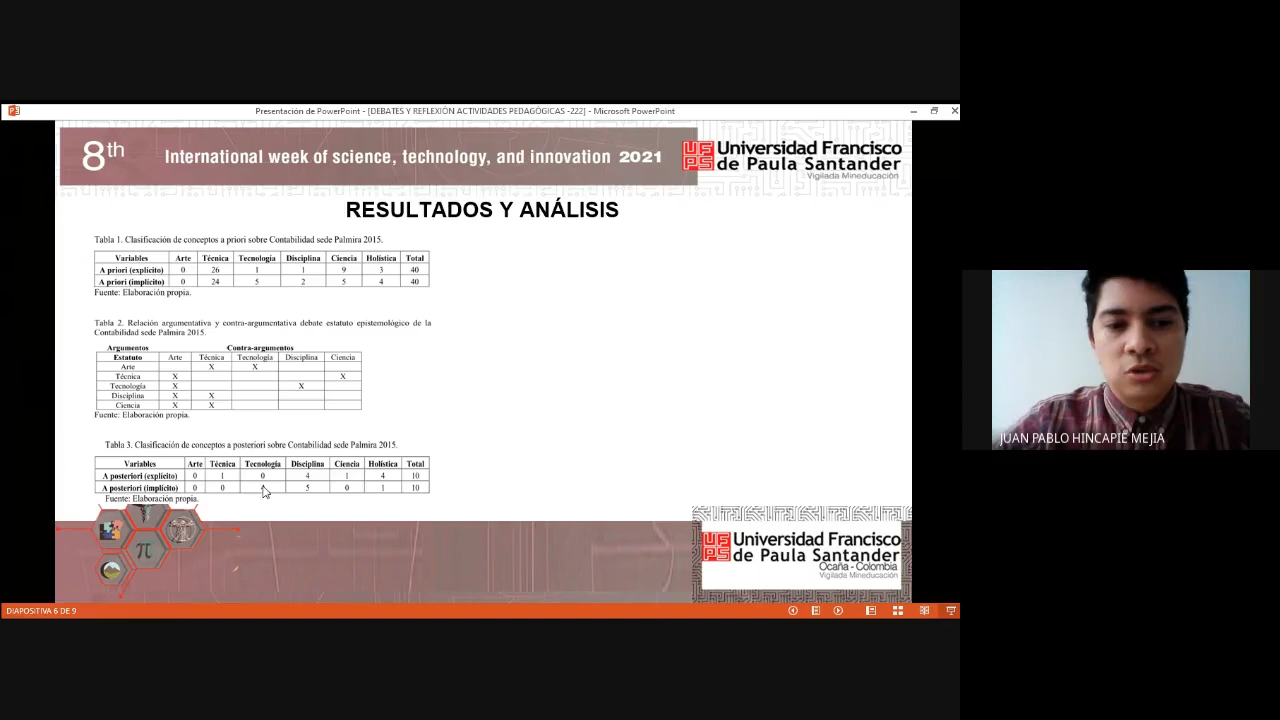 Presentación de PowerPoint - [DEBATES Y REFLEXIÓN ACTIVIDADES PEDAGÓGICAS -222] - Microsoft PowerPoint
8th International week of science, technology, and innovation 2021
UFPS Universidad Francisco
de Paula Santander
Vigilada Mineducación
RESULTADOS Y ANÁLISIS
Tabla 1. Clasificación de conceptos a priori sobre Contabilidad sede Palmira 2015.
Variables Arte Técnica Tecnología Disciplina Ciencia Holística Total
A priori (explícito) 0 26 1 1 9 3 40
A priori (implícito) 0 24 5 2 5 4 40
Fuente: Elaboración propia.
Tabla 2. Relación argumentativa y contra-argumentativa debate estatuto epistemológico de la
Contabilidad sede Palmira 2015.
Argumentos Contra-argumentos
Estatuto Arte Técnica Tecnología Disciplina Ciencia
Arte X X
Técnica X X
Tecnología X X
Disciplina X X
Ciencia X X
Fuente: Elaboración propia.
Tabla 3. Clasificación de conceptos a posteriori sobre Contabilidad sede Palmira 2015.
Variables Arte Técnica Tecnología Disciplina Ciencia Holística Total
A posteriori (explícito) 0 1 0 4 1 4 10
A posteriori (implícito) 0 0 5 0 1 10
Fuente: Elaboración propia.
π
UFPS Universidad Francisco
de Paula Santander
Ocaña - Colombia
Vigilada Mineducación
DIAPOSITIVA 6 DE 9
JUAN PABLO HINCAPIE MEJIA